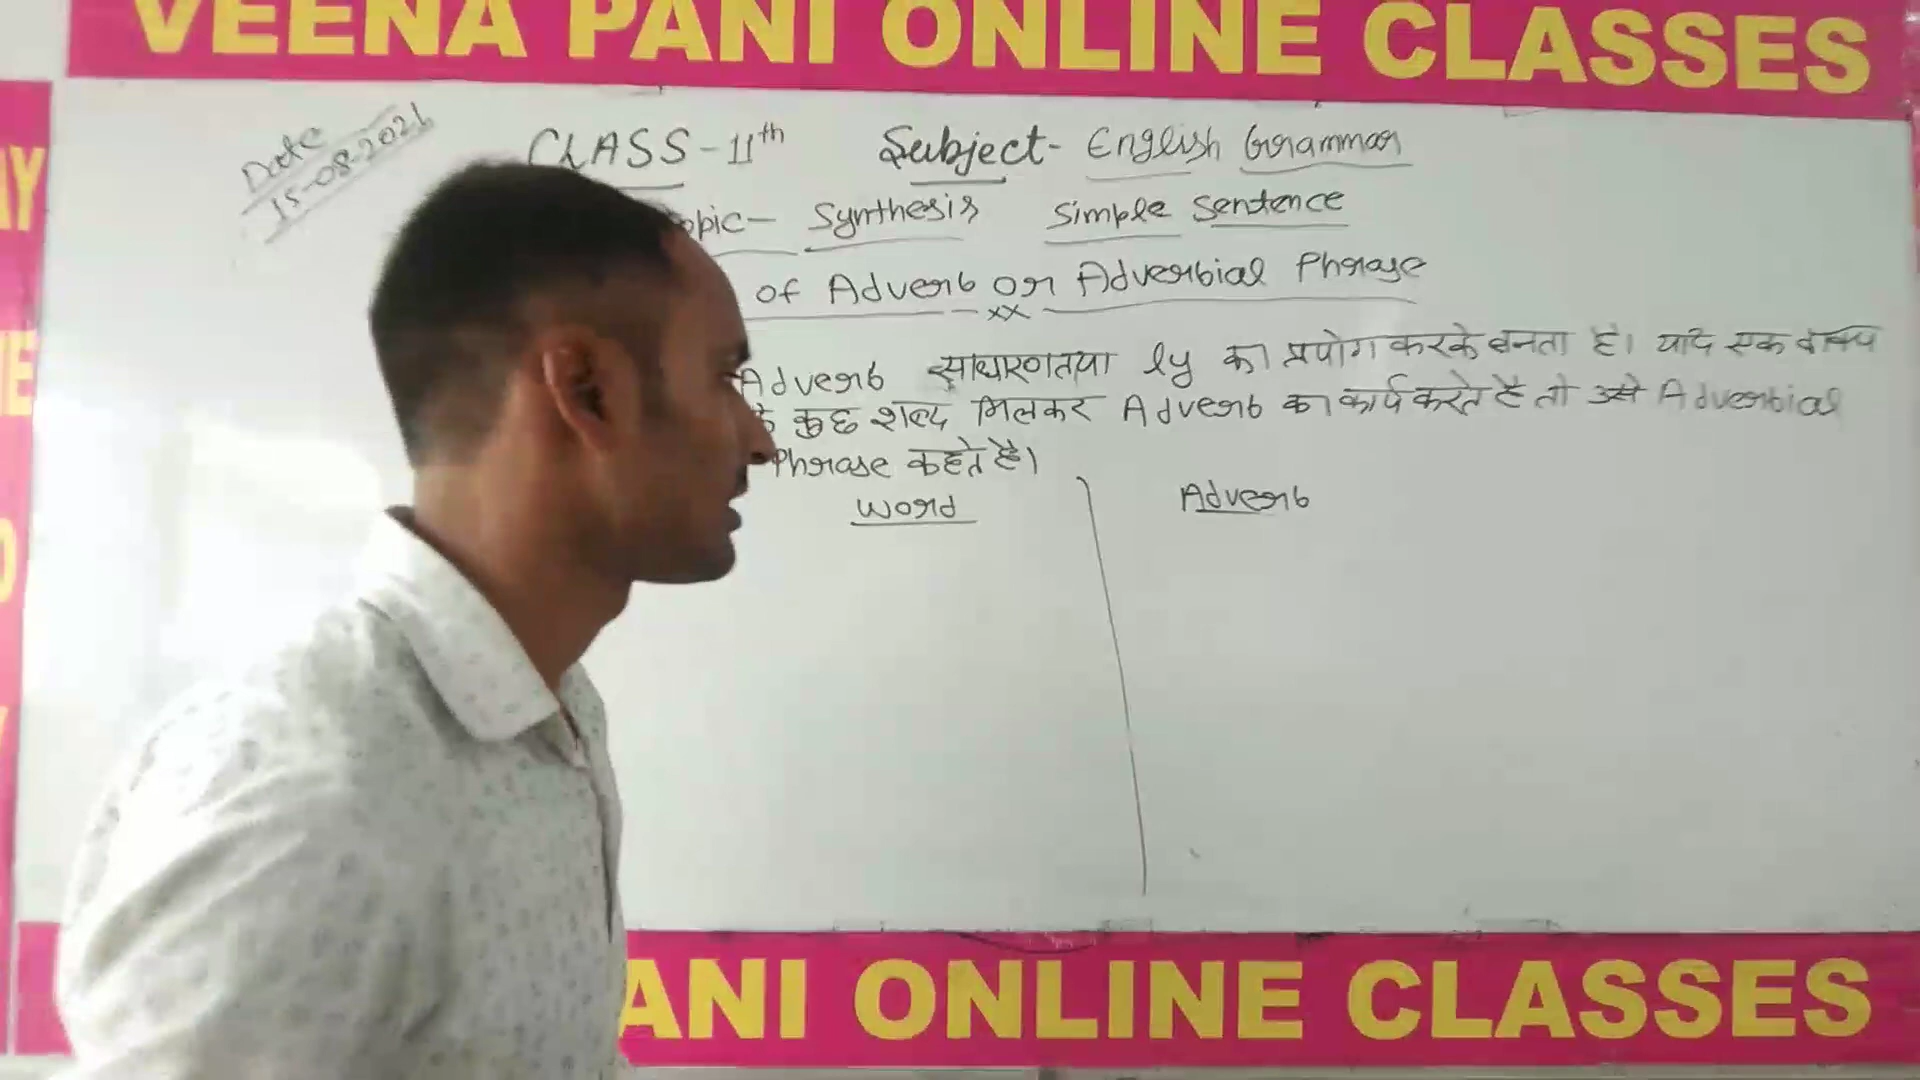 VEENA PANI ONLINE CLASSES
Date
15-08-2021
CLASS-11th Subject- English Grammar
opic- Synthesis Simple Sentence
of Adverb or Adverbial Phrase
-xx-
Adverb साधारणतया ly का प्रयोग करके बनता है। यदि एक वाक्य
के कुछ शब्द मिलकर Adverb का कार्य करते है तो उसे Adverbial
Phrase कहते है।
Word Adverb
ANI ONLINE CLASSES